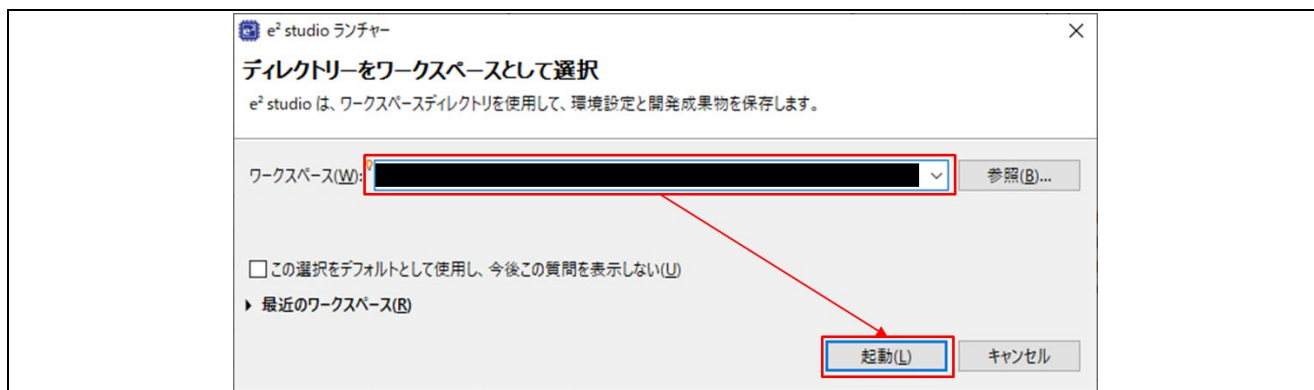 e² studio ランチャー
ディレクトリーをワークスペースとして選択
e² studio は、ワークスペースディレクトリを使用して、環境設定と開発成果物を保存します。
ワークスペース(W):
参照(B)...
この選択をデフォルトとして使用し、今後この質問を表示しない(U)
最近のワークスペース(R)
起動(L)
キャンセル